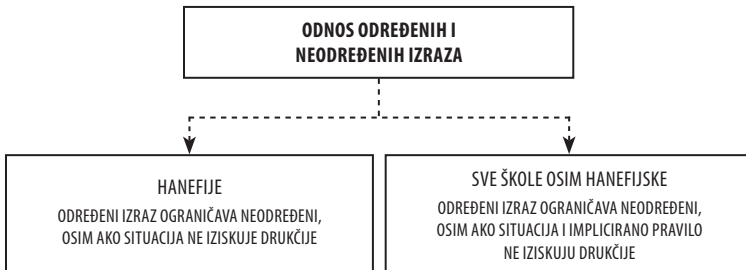 ODNOS ODREĐENIH I
NEODREĐENIH IZRAZA
HANEFIJE
ODREĐENI IZRAZ OGRANIČAVA NEODREĐENI,
OSIM AKO SITUACIJA NE IZISKUJE DRUKČIJE
SVE ŠKOLE OSIM HANEFIJSKE
ODREĐENI IZRAZ OGRANIČAVA NEODREĐENI,
OSIM AKO SITUACIJA I IMPLICIRANO PRAVILO
NE IZISKUJU DRUKČIJE